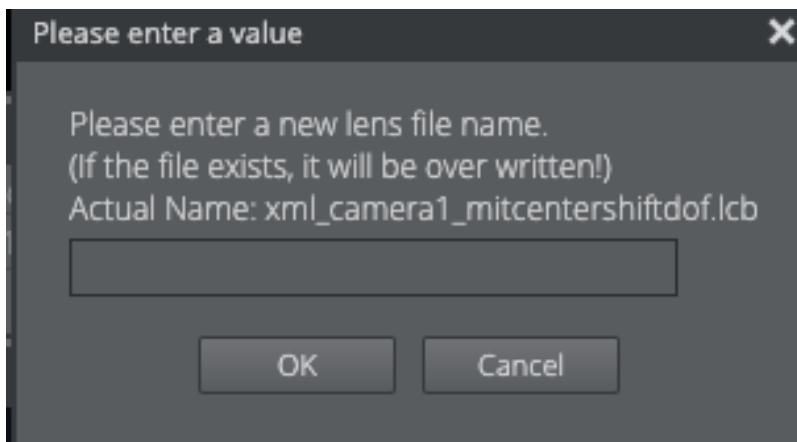 Please enter a value
Please enter a new lens file name.
(If the file exists, it will be over written!)
Actual Name: xml_camera1_mitcentershiftdof.lcb
OK
Cancel